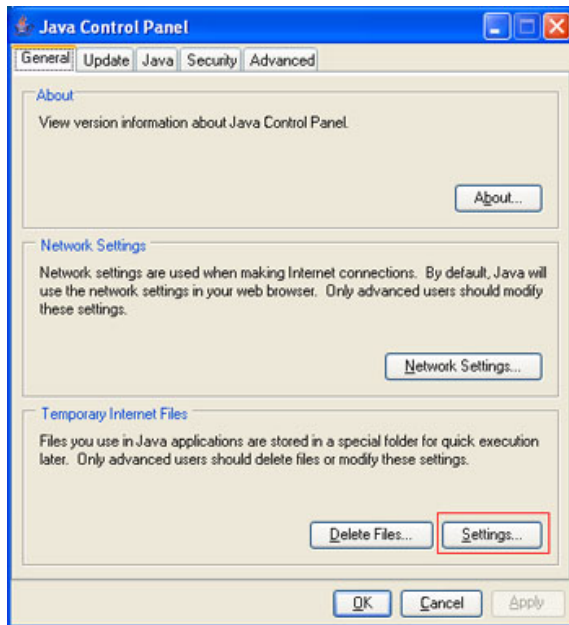 Java Control Panel
General Update Java Security Advanced
About
View version information about Java Control Panel.
About...
Network Settings
Network settings are used when making Internet connections. By default, Java will
use the network settings in your web browser. Only advanced users should modify
these settings.
Network Settings...
Temporary Internet Files
Files you use in Java applications are stored in a special folder for quick execution
later. Only advanced users should delete files or modify these settings.
Delete Files... Settings...
OK Cancel Apply